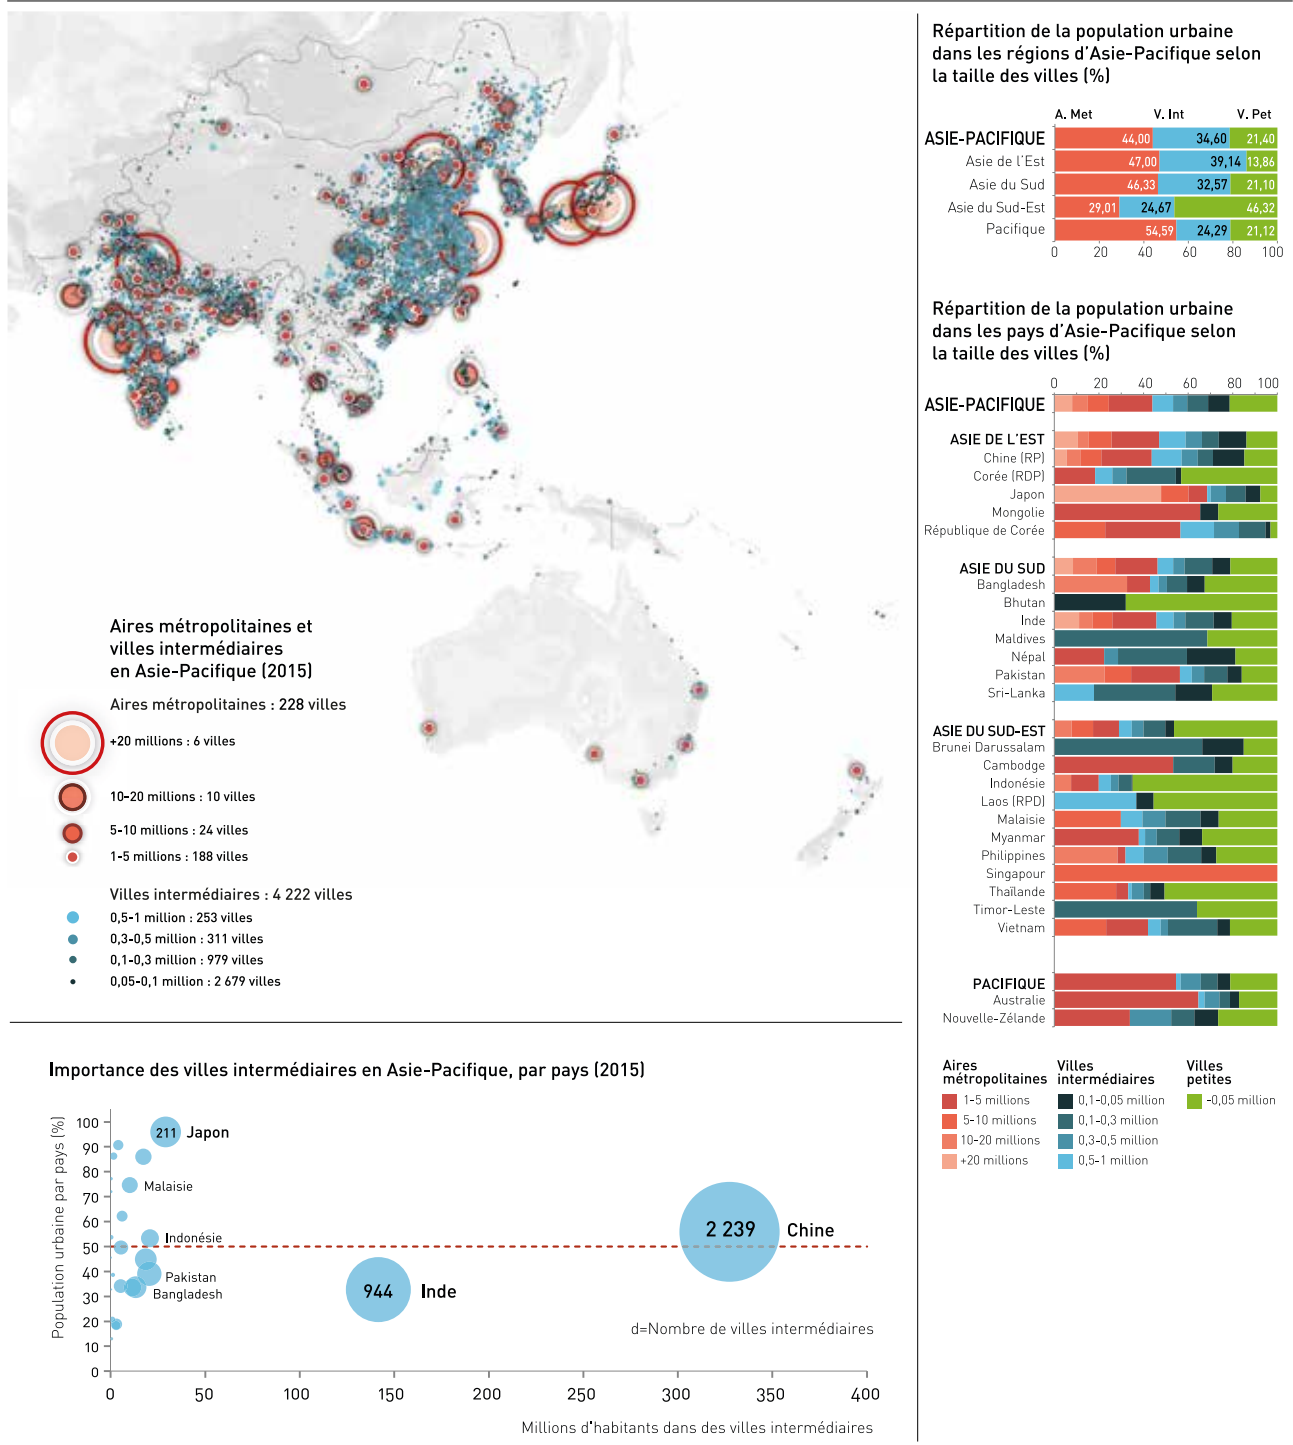 Répartition de la population urbaine
dans les régions d'Asie-Pacifique selon
la taille des villes (%)
A. Met V. Int V. Pet
ASIE-PACIFIQUE 44,00 34,60 21,40
Asie de l'Est 47,00 39,14 13,86
Asie du Sud 46,33 32,57 21,10
Asie du Sud-Est 29,01 24,67 46,32
Pacifique 54,59 24,29 21,12
0 20 40 60 80 100
Répartition de la population urbaine
dans les pays d'Asie-Pacifique selon
la taille des villes (%)
0 20 40 60 80 100
ASIE-PACIFIQUE
ASIE DE L'EST
Chine (RP)
Corée (RDP)
Japon
Mongolie
République de Corée
ASIE DU SUD
Bangladesh
Bhutan
Inde
Maldives
Népal
Pakistan
Sri-Lanka
ASIE DU SUD-EST
Brunei Darussalam
Cambodge
Indonésie
Laos (RPD)
Malaisie
Myanmar
Philippines
Singapour
Thaïlande
Timor-Leste
Vietnam
PACIFIQUE
Australie
Nouvelle-Zélande
Aires
métropolitaines
1-5 millions
5-10 millions
10-20 millions
+20 millions
Villes
intermédiaires
0,1-0,05 million
0,1-0,3 million
0,3-0,5 million
0,5-1 million
Villes
petites
-0,05 million
Aires métropolitaines et
villes intermédiaires
en Asie-Pacifique (2015)
Aires métropolitaines : 228 villes
+20 millions : 6 villes
10-20 millions : 10 villes
5-10 millions : 24 villes
1-5 millions : 188 villes
Villes intermédiaires : 4 222 villes
0,5-1 million : 253 villes
0,3-0,5 million : 311 villes
0,1-0,3 million : 979 villes
0,05-0,1 million : 2 679 villes
Importance des villes intermédiaires en Asie-Pacifique, par pays (2015)
Population urbaine par pays (%)
100
90
80
70
60
50
40
30
20
10
0
211 Japon
Malaisie
Indonésie
Pakistan
Bangladesh
944 Inde
2 239 Chine
d=Nombre de villes intermédiaires
0 50 100 150 200 250 300 350 400
Millions d'habitants dans des villes intermédiaires